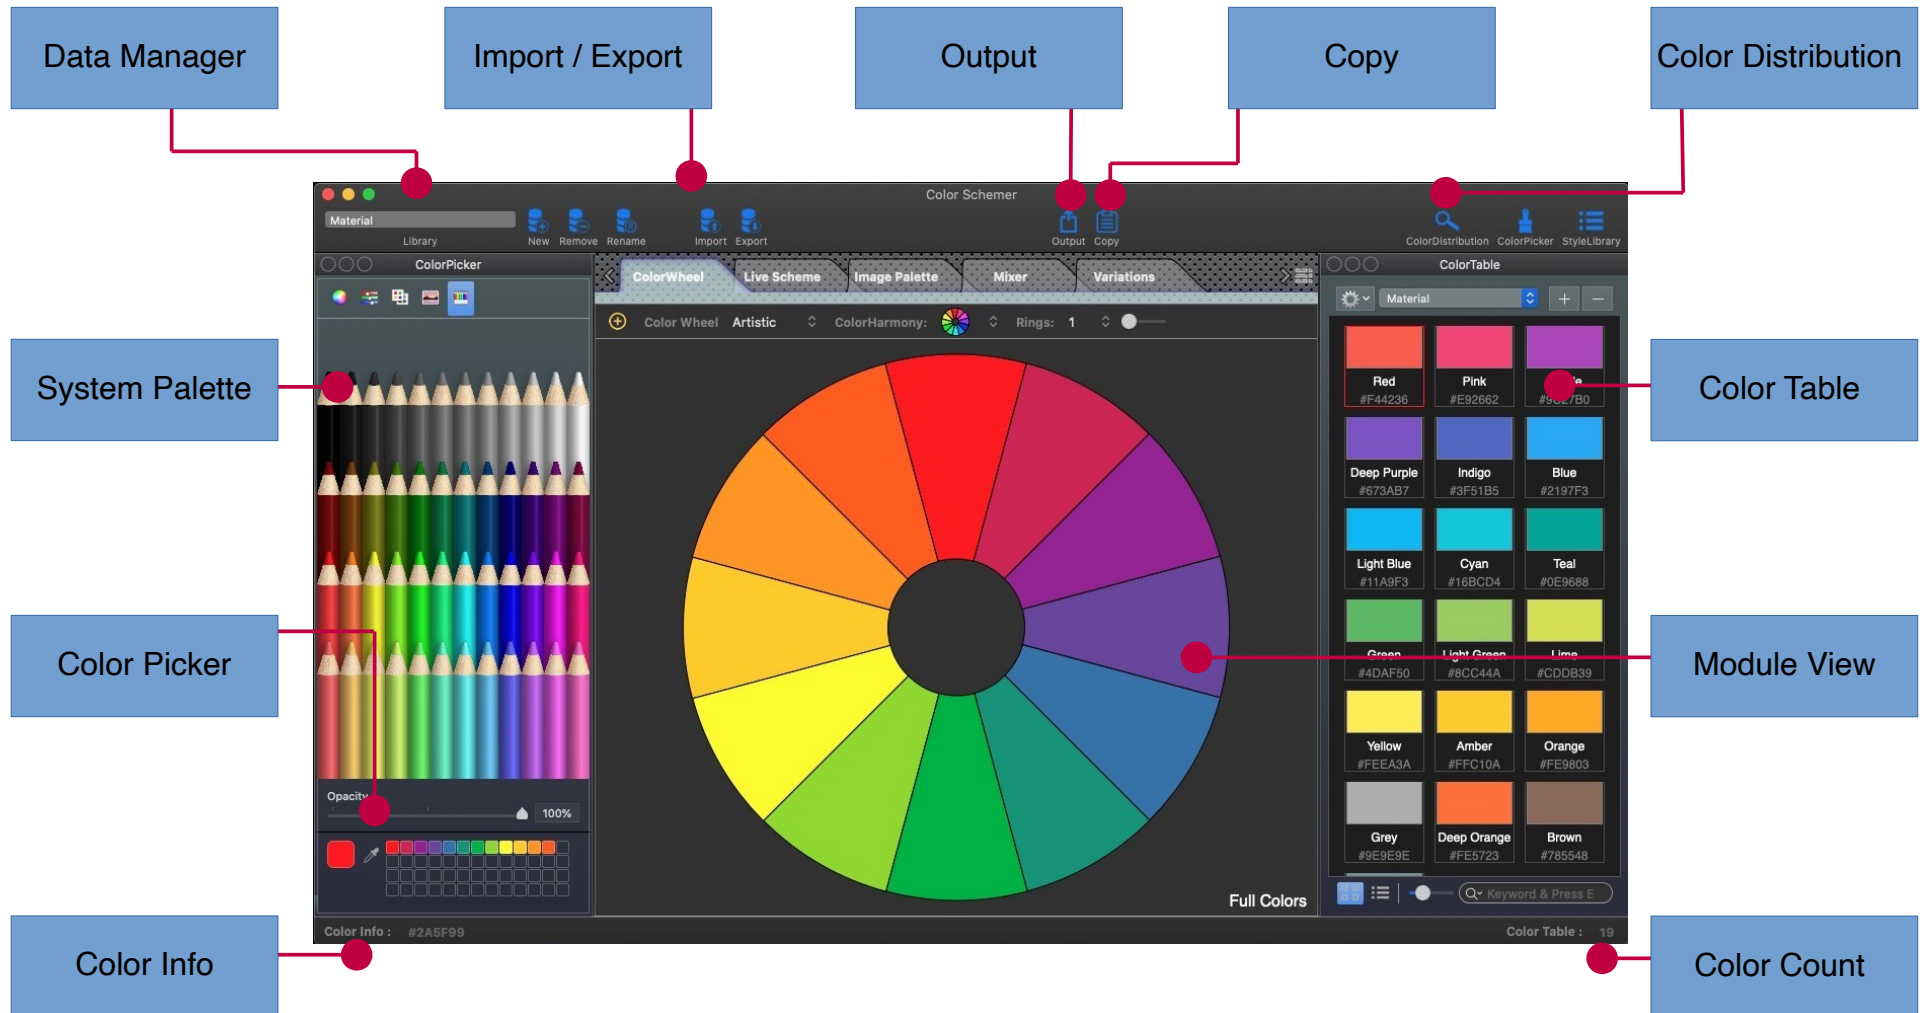 Data Manager
Import / Export
Output
Copy
Color Distribution
Color Schemer
Material
Library
New Remove Rename
Import Export
Output Copy
ColorDistribution ColorPicker StyleLibrary
ColorPicker
ColorWheel
Live Scheme
Image Palette
Mixer
Variations
ColorTable
Material
Color Wheel Artistic ColorHarmony: Rings: 1
System Palette
Color Table
Red Pink
#F44236 #E92662 #9C27B0
Deep Purple Indigo Blue
#673AB7 #3F51B5 #2197F3
Light Blue Cyan Teal
#11A9F3 #16BCD4 #0E9688
Color Picker
Module View
Green Light Green Lime
#4DAF50 #8CC44A #CDDB39
Yellow Amber Orange
#FEEA3A #FFC10A #FE9803
Opacity
100%
Grey Deep Orange Brown
#9E9E9E #FE5723 #785548
Full Colors
Keyword & Press E
Color Info : #2A5F99
Color Table : 19
Color Info
Color Count